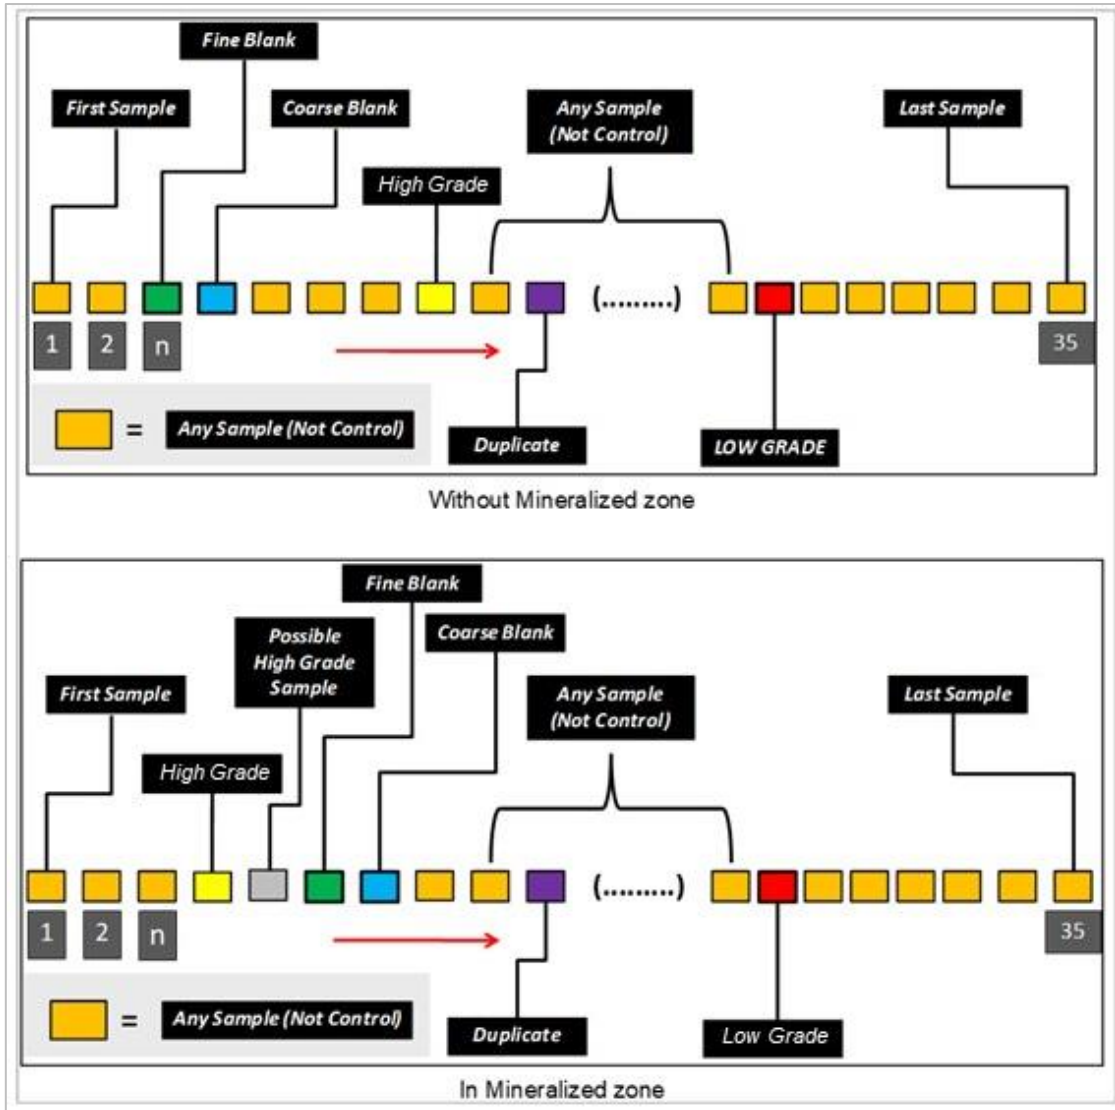 Fine Blank
First Sample
Coarse Blank
Any Sample
(Not Control)
Last Sample
High Grade
(.........)
1
2
n
35
= Any Sample (Not Control)
Duplicate
LOW GRADE
Without Mineralized zone
Fine Blank
Possible
High Grade
Sample
Coarse Blank
First Sample
Any Sample
(Not Control)
Last Sample
High Grade
(.........)
1
2
n
35
= Any Sample (Not Control)
Duplicate
Low Grade
In Mineralized zone